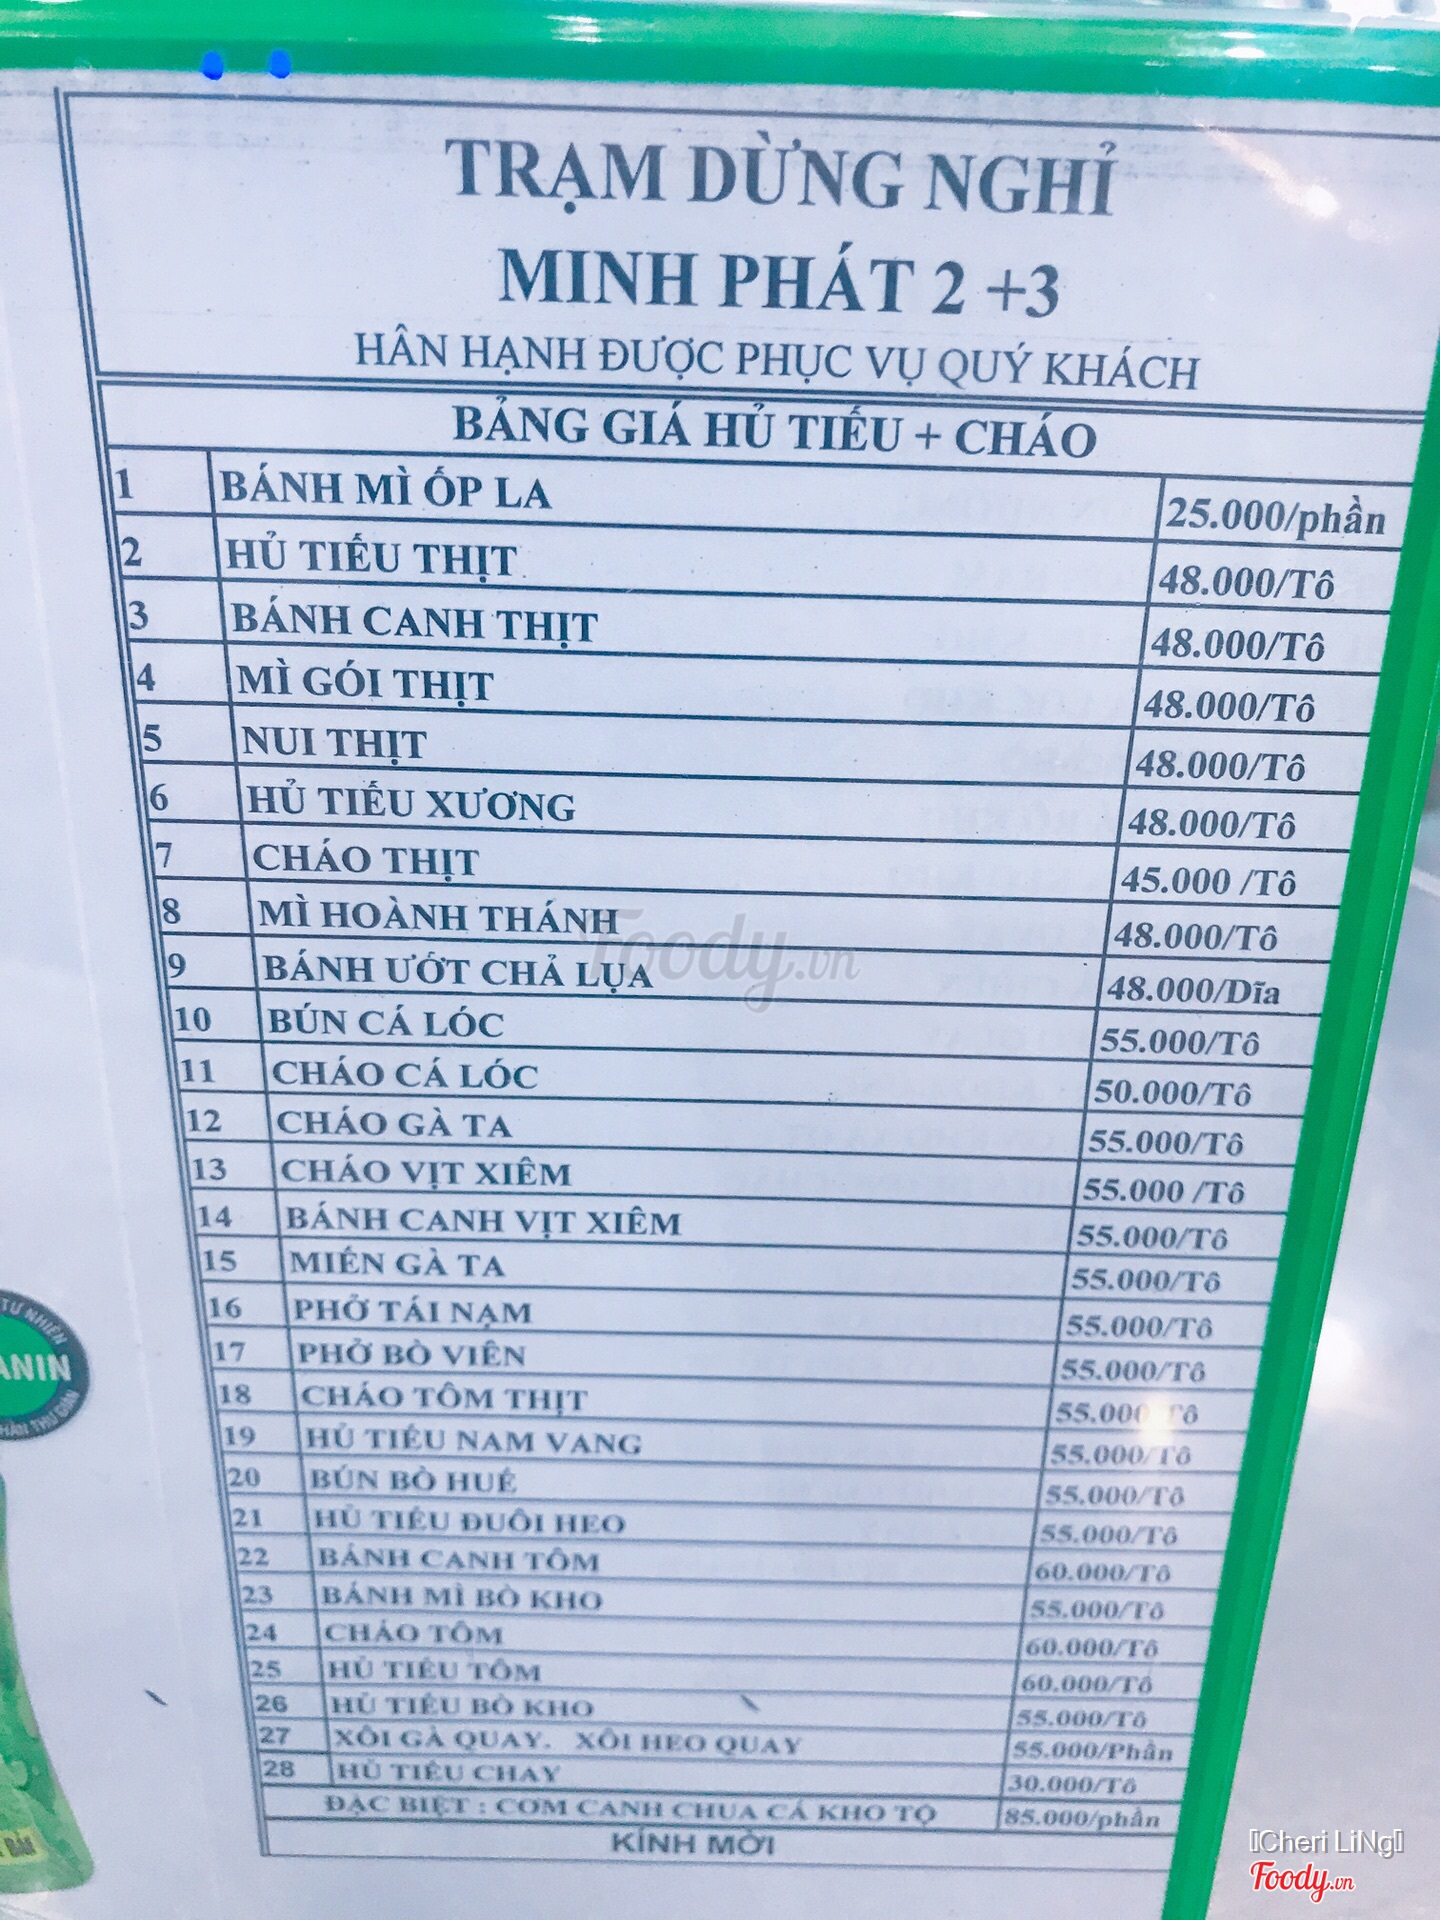 TRẠM DỪNG NGHỈ
MINH PHÁT 2 +3
HÂN HẠNH ĐƯỢC PHỤC VỤ QUÝ KHÁCH
BẢNG GIÁ HỦ TIẾU + CHÁO
1 BÁNH MÌ ỐP LA 25.000/phần
2 HỦ TIẾU THỊT 48.000/Tô
3 BÁNH CANH THỊT 48.000/Tô
4 MÌ GÓI THỊT 48.000/Tô
5 NUI THỊT 48.000/Tô
6 HỦ TIẾU XƯƠNG 48.000/Tô
7 CHÁO THỊT 45.000 /Tô
8 MÌ HOÀNH THÁNH 48.000/Tô
9 BÁNH ƯỚT CHẢ LỤA 48.000/Dĩa
10 BÚN CÁ LÓC 55.000/Tô
11 CHÁO CÁ LÓC 50.000/Tô
12 CHÁO GÀ TA 55.000/Tô
13 CHÁO VỊT XIÊM 55.000 /Tô
14 BÁNH CANH VỊT XIÊM 55.000/Tô
15 MIẾN GÀ TA 55.000/Tô
16 PHỞ TÁI NẠM 55.000/Tô
17 PHỞ BÒ VIÊN 55.000/Tô
18 CHÁO TÔM THỊT 55.000/Tô
19 HỦ TIẾU NAM VANG 55.000/Tô
20 BÚN BÒ HUẾ 55.000/Tô
21 HỦ TIẾU ĐUÔI HEO 55.000/Tô
22 BÁNH CANH TÔM 60.000/Tô
23 BÁNH MÌ BÒ KHO 55.000/Tô
24 CHÁO TÔM 60.000/Tô
25 HỦ TIẾU TÔM 60.000/Tô
26 HỦ TIẾU BÒ KHO 55.000/Tô
27 XÔI GÀ QUAY. XÔI HEO QUAY 55.000/Phần
28 HỦ TIẾU CHAY 30.000/Tô
ĐẶC BIỆT : CƠM CANH CHUA CÁ KHO TỘ 85.000/phần
KÍNH MỜI
Foody.vn
TỰ NHIÊN
ANIN
THƯ GIÃN
Cheri LiNg
Foody.vn